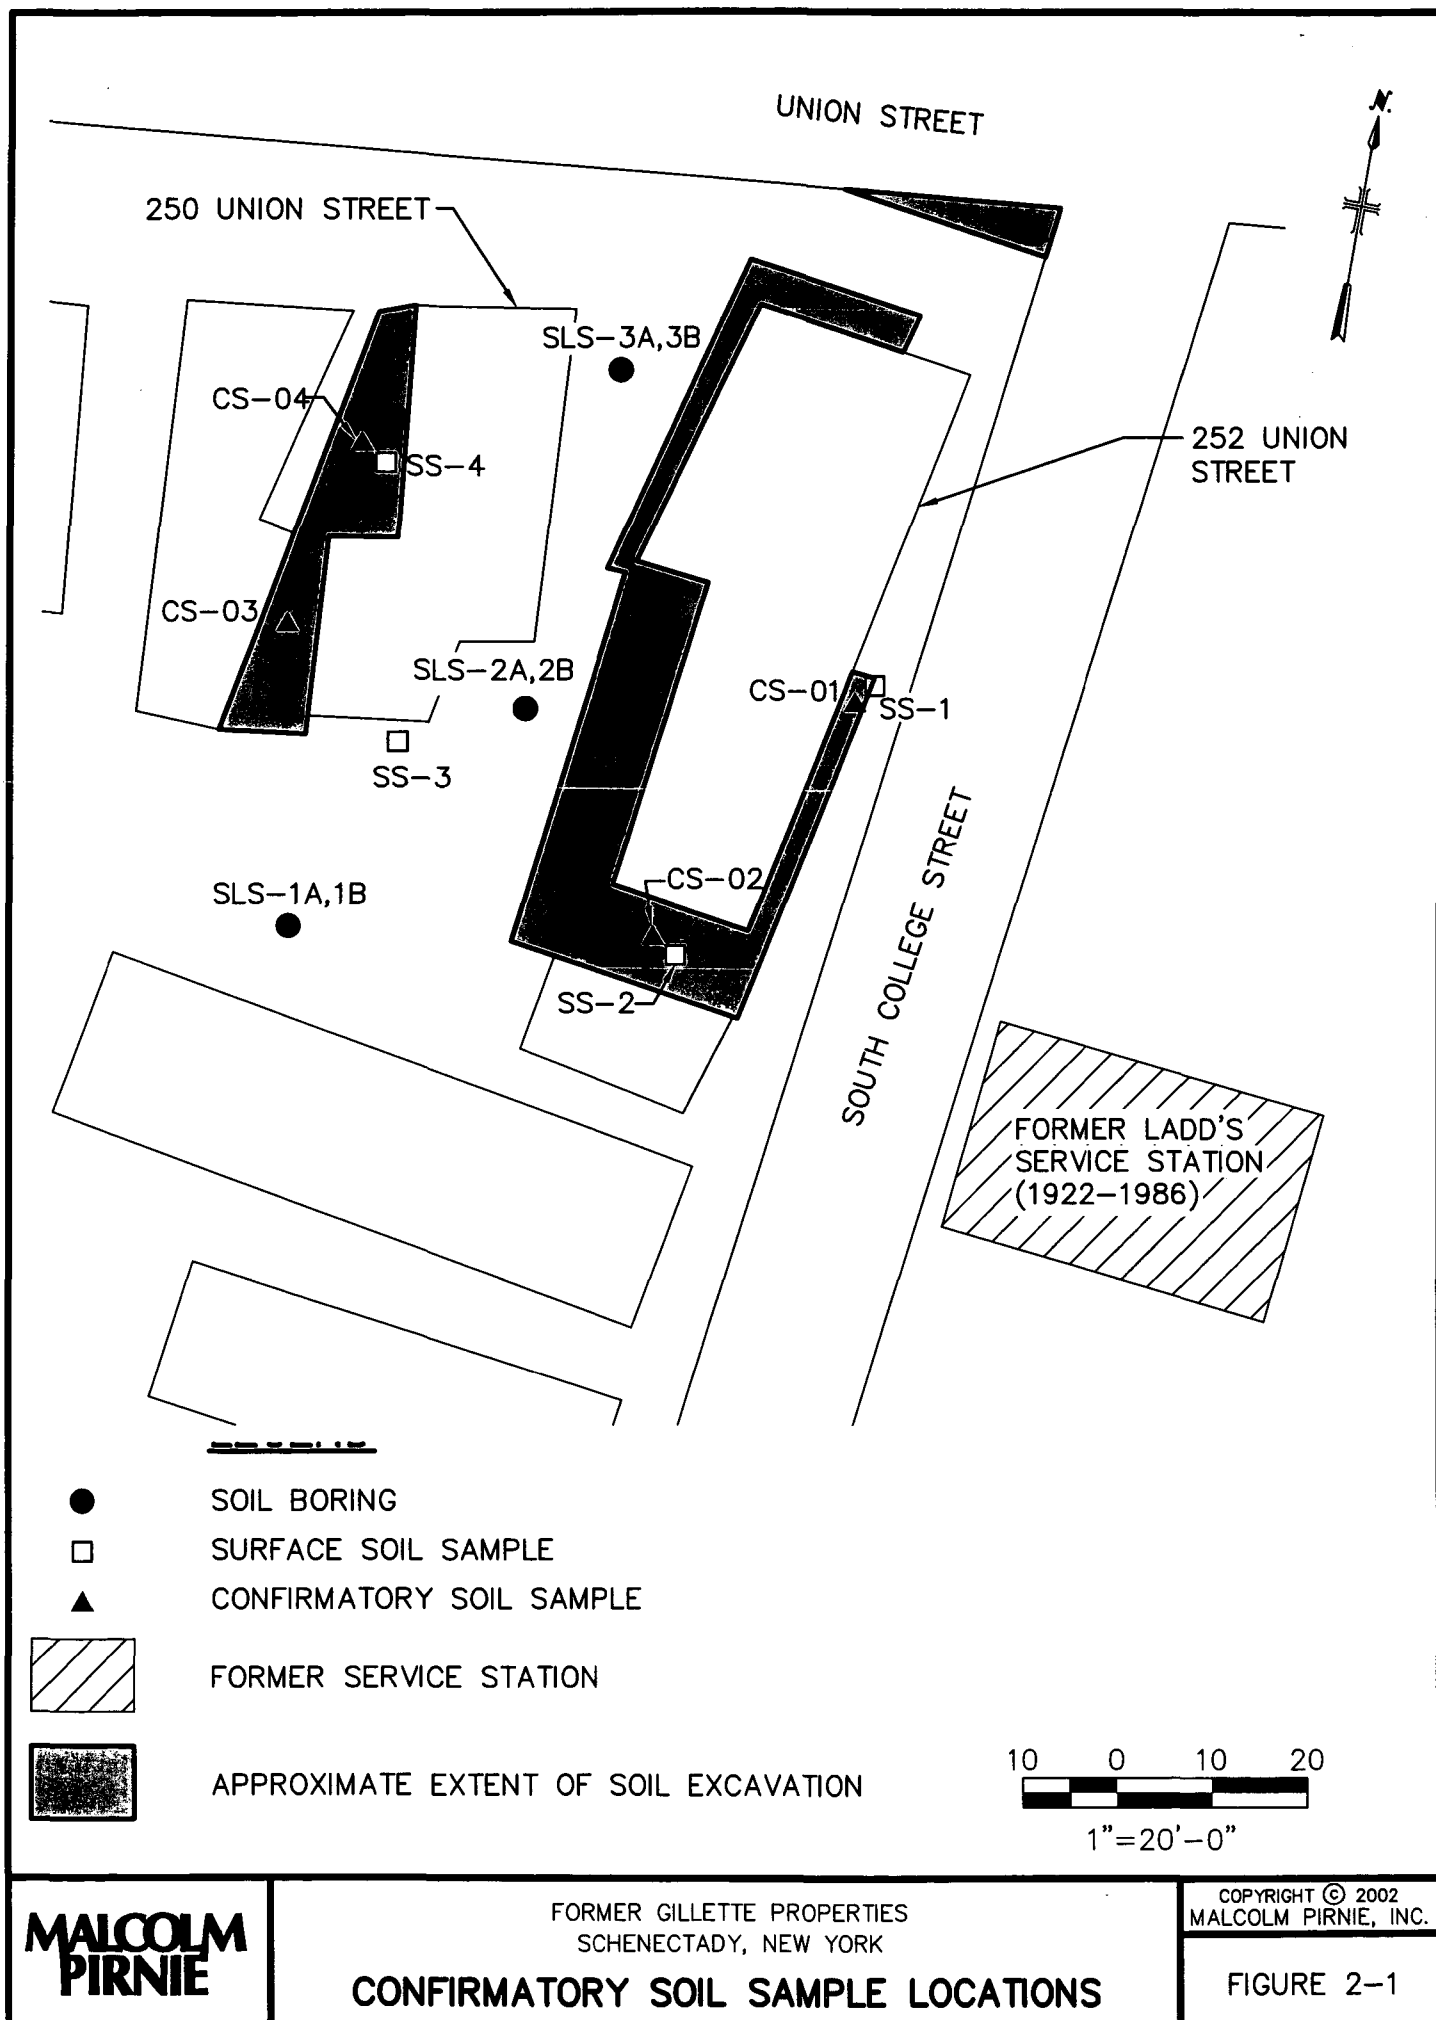 UNION STREET
N.
250 UNION STREET
SLS-3A,3B
CS-04
SS-4
252 UNION
STREET
CS-03
SLS-2A,2B
CS-01
SS-1
SS-3
CS-02
SLS-1A,1B
SS-2
SOUTH COLLEGE STREET
FORMER LADD'S
SERVICE STATION
(1922-1986)
SOIL BORING
SURFACE SOIL SAMPLE
CONFIRMATORY SOIL SAMPLE
FORMER SERVICE STATION
APPROXIMATE EXTENT OF SOIL EXCAVATION
10 0 10 20
1"=20'-0"
MALCOLM
PIRNIE
FORMER GILLETTE PROPERTIES
SCHENECTADY, NEW YORK
CONFIRMATORY SOIL SAMPLE LOCATIONS
COPYRIGHT © 2002
MALCOLM PIRNIE, INC.
FIGURE 2-1